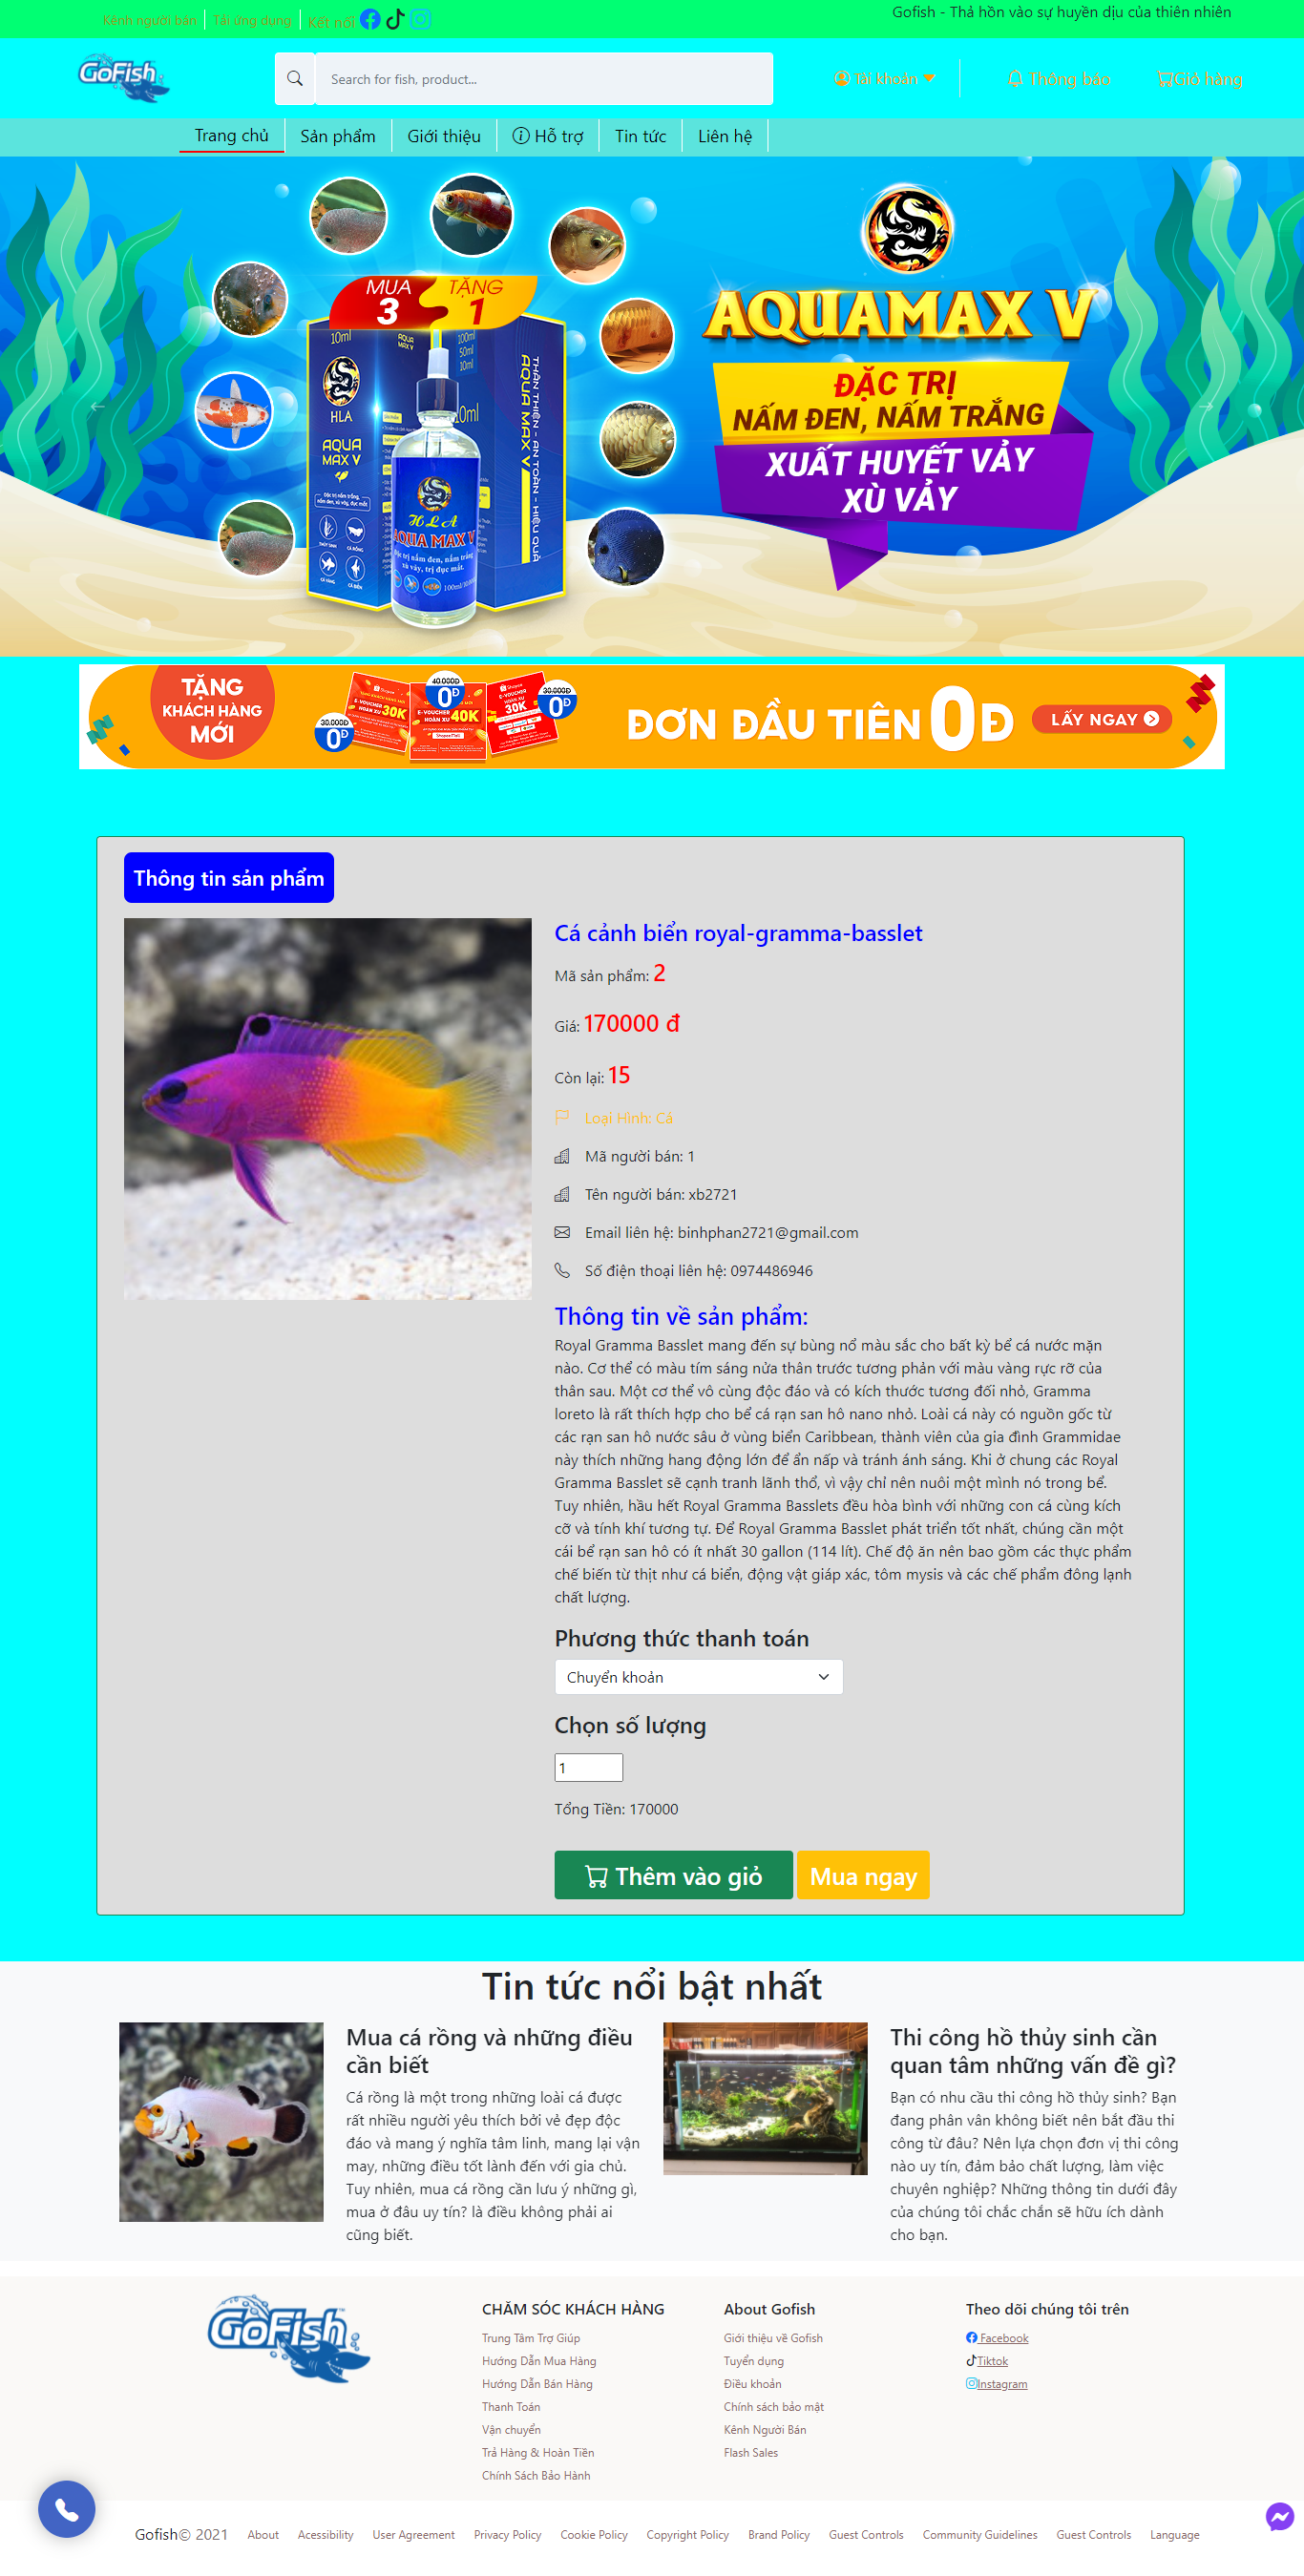 Kênh người bán
Tải ứng dụng
Kết nối
Gofish - Thả hồn vào sự huyền dịu của thiên nhiên
GoFish
Search for fish, product...
Tài khoản
Thông báo
Giỏ hàng
Trang chủ
Sản phẩm
Giới thiệu
Hỗ trợ
Tin tức
Liên hệ
MUA 3 TẶNG 1
10ml
HLA
AQUA
MAX V
AQUA
MAX V
100ml
50ml
10ml
THÂN THIỆN - AN TOÀN - HIỆU QUẢ
AQUA MAX V
HLA
AQUA MAX V
AQUAMAX V
ĐẶC TRỊ
NẤM ĐEN, NẤM TRẮNG
XUẤT HUYẾT VẢY
XÙ VẢY
TẶNG
KHÁCH HÀNG
MỚI
30.000Đ
0Đ
E-VOUCHER
HOÀN XU 30K
40.000Đ
0Đ
E-VOUCHER
HOÀN XU 40K
E-VOUCHER
HOÀN XU
30K
30.000Đ
0Đ
ĐƠN ĐẦU TIÊN 0Đ
LẤY NGAY
Thông tin sản phẩm
Cá cảnh biển royal-gramma-basslet
Mã sản phẩm: 2
Giá: 170000 đ
Còn lại: 15
Loại Hình: Cá
Mã người bán: 1
Tên người bán: xb2721
Email liên hệ: binhphan2721@gmail.com
Số điện thoại liên hệ: 0974486946
Thông tin về sản phẩm:
Royal Gramma Basslet mang đến sự bùng nổ màu sắc cho bất kỳ bể cá nước mặn
nào. Cơ thể có màu tím sáng nửa thân trước tương phản với màu vàng rực rỡ của
thân sau. Một cơ thể vô cùng độc đáo và có kích thước tương đối nhỏ, Gramma
loreto là rất thích hợp cho bể cá rạn san hô nano nhỏ. Loài cá này có nguồn gốc từ
các rạn san hô nước sâu ở vùng biển Caribbean, thành viên của gia đình Grammidae
này thích những hang động lớn để ẩn nấp và tránh ánh sáng. Khi ở chung các Royal
Gramma Basslet sẽ cạnh tranh lãnh thổ, vì vậy chỉ nên nuôi một mình nó trong bể.
Tuy nhiên, hầu hết Royal Gramma Basslets đều hòa bình với những con cá cùng kích
cỡ và tính khí tương tự. Để Royal Gramma Basslet phát triển tốt nhất, chúng cần một
cái bể rạn san hô có ít nhất 30 gallon (114 lít). Chế độ ăn nên bao gồm các thực phẩm
chế biến từ thịt như cá biển, động vật giáp xác, tôm mysis và các chế phẩm đông lạnh
chất lượng.
Phương thức thanh toán
Chuyển khoản
Chọn số lượng
1
Tổng Tiền: 170000
Thêm vào giỏ
Mua ngay
Tin tức nổi bật nhất
Mua cá rồng và những điều
cần biết
Cá rồng là một trong những loài cá được
rất nhiều người yêu thích bởi vẻ đẹp độc
đáo và mang ý nghĩa tâm linh, mang lại vận
may, những điều tốt lành đến với gia chủ.
Tuy nhiên, mua cá rồng cần lưu ý những gì,
mua ở đâu uy tín? là điều không phải ai
cũng biết.
Thi công hồ thủy sinh cần
quan tâm những vấn đề gì?
Bạn có nhu cầu thi công hồ thủy sinh? Bạn
đang phân vân không biết nên bắt đầu thi
công từ đâu? Nên lựa chọn đơn vị thi công
nào uy tín, đảm bảo chất lượng, làm việc
chuyên nghiệp? Những thông tin dưới đây
của chúng tôi chắc chắn sẽ hữu ích dành
cho bạn.
GoFish
CHĂM SÓC KHÁCH HÀNG
Trung Tâm Trợ Giúp
Hướng Dẫn Mua Hàng
Hướng Dẫn Bán Hàng
Thanh Toán
Vận chuyển
Trả Hàng & Hoàn Tiền
Chính Sách Bảo Hành
About Gofish
Giới thiệu về Gofish
Tuyển dụng
Điều khoản
Chính sách bảo mật
Kênh Người Bán
Flash Sales
Theo dõi chúng tôi trên
Facebook
Tiktok
Instagram
Gofish© 2021 About Acessibility User Agreement Privacy Policy Cookie Policy Copyright Policy Brand Policy Guest Controls Community Guidelines Guest Controls Language